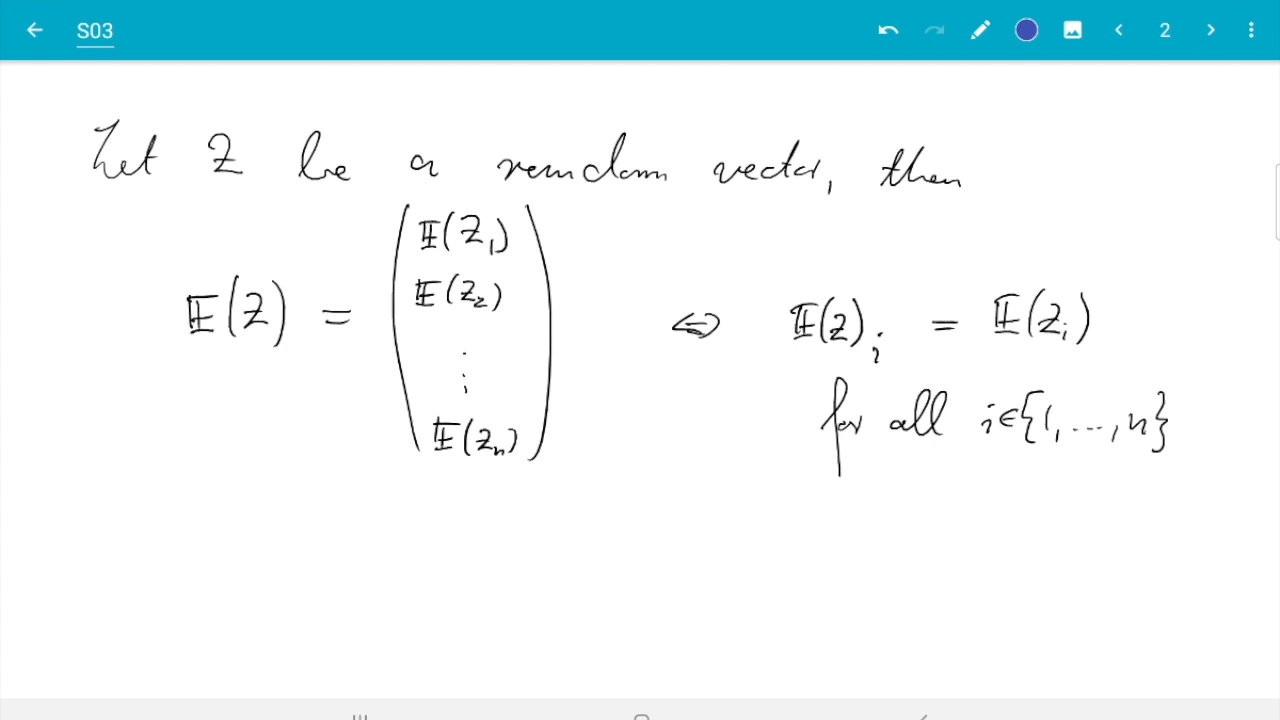 S03
2
Let Z be a random vector, then
𝔼(Z) = ( 𝔼(Z₁) 𝔼(Z₂) ⋮ 𝔼(Zₙ) ) ⇔ 𝔼(Z)ᵢ = 𝔼(Zᵢ)
for all i∈{1,...,n}